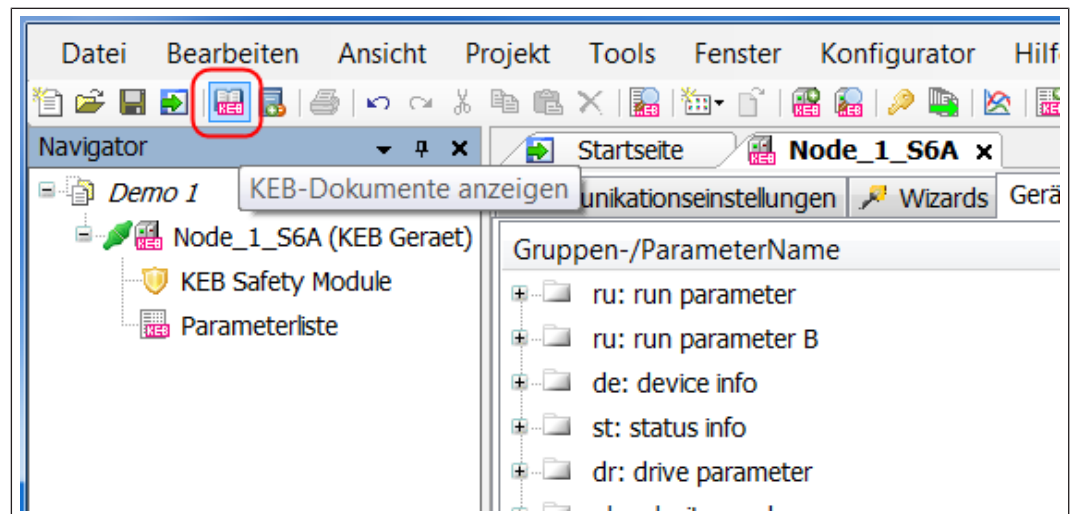 Datei Bearbeiten Ansicht Projekt Tools Fenster Konfigurator Hilf
Navigator
Startseite Node_1_S6A
Demo 1
KEB-Dokumente anzeigen
unikationseinstellungen Wizards Gerä
Node_1_S6A (KEB Geraet)
KEB Safety Module
Parameterliste
Gruppen-/ParameterName
ru: run parameter
ru: run parameter B
de: device info
st: status info
dr: drive parameter